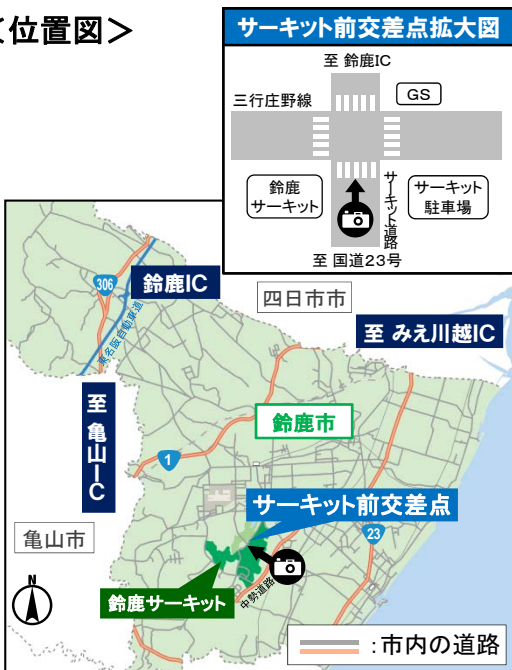 <位置図>
サーキット前交差点拡大図
至 鈴鹿IC
三行庄野線
GS
鈴鹿
サーキット
サーキット道路
サーキット
駐車場
至 国道23号
306
鈴鹿IC
東名阪自動車道
四日市市
至 みえ川越IC
至 亀山IC
鈴鹿市
1
サーキット前交差点
亀山市
23
鈴鹿サーキット
中勢道路
N
:市内の道路